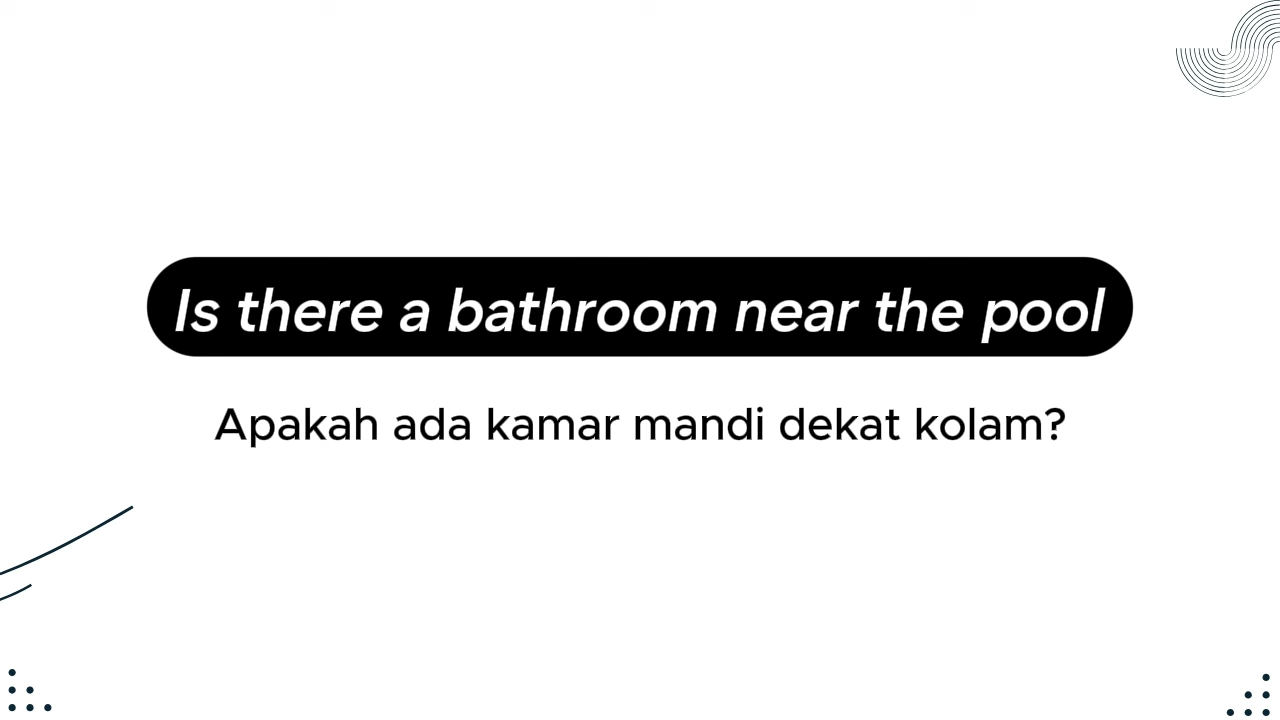 Is there a bathroom near the pool
Apakah ada kamar mandi dekat kolam?